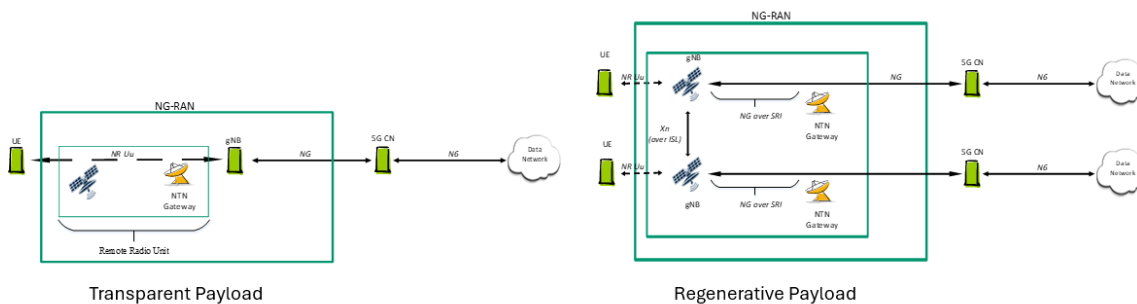 NG-RAN
UE
NR Uu
NTN
Gateway
gNB
NG
5G CN
N6
Data
Network
Remote Radio Unit
Transparent Payload
NG-RAN
UE
NR Uu
gNB
NG
5G CN
N6
Data
Network
NG over SRI
NTN
Gateway
Xn
(over ISL)
UE
NR Uu
gNB
5G CN
N6
Data
Network
NG over SRI
NTN
Gateway
Regenerative Payload